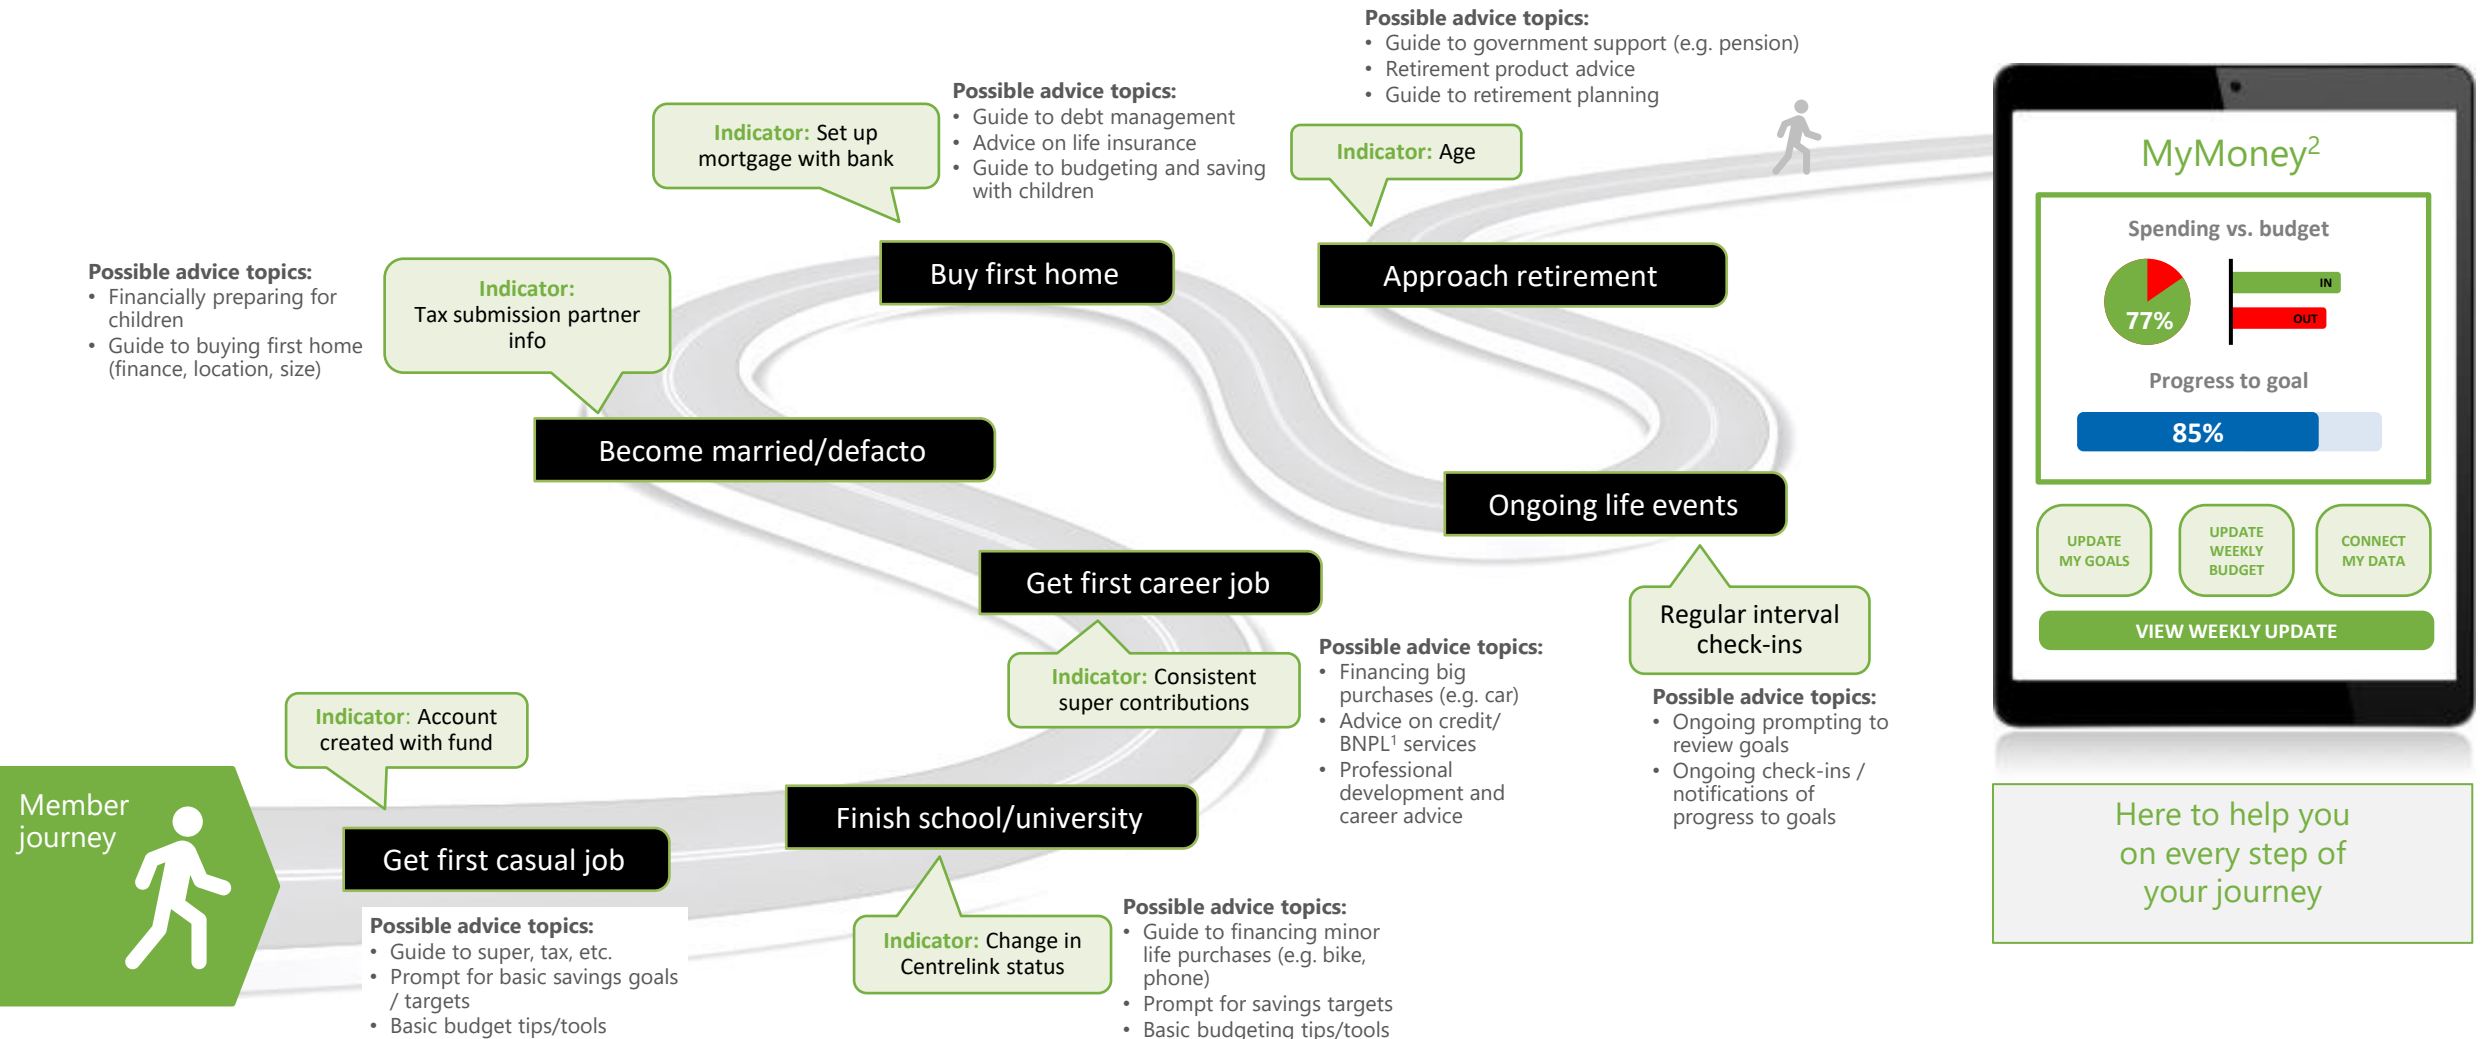 Member
journey
Indicator: Account
created with fund
Get first casual job
Possible advice topics:
• Guide to super, tax, etc.
• Prompt for basic savings goals
/ targets
• Basic budget tips/tools
Finish school/university
Indicator: Change in
Centrelink status
Possible advice topics:
• Guide to financing minor
life purchases (e.g. bike,
phone)
• Prompt for savings targets
• Basic budgeting tips/tools
Get first career job
Indicator: Consistent
super contributions
Possible advice topics:
• Financing big
purchases (e.g. car)
• Advice on credit/
BNPL¹ services
• Professional
development and
career advice
Possible advice topics:
• Financially preparing for
children
• Guide to buying first home
(finance, location, size)
Indicator:
Tax submission partner
info
Become married/defacto
Indicator: Set up
mortgage with bank
Possible advice topics:
• Guide to debt management
• Advice on life insurance
• Guide to budgeting and saving
with children
Buy first home
Ongoing life events
Regular interval
check-ins
Possible advice topics:
• Ongoing prompting to
review goals
• Ongoing check-ins /
notifications of
progress to goals
Possible advice topics:
• Guide to government support (e.g. pension)
• Retirement product advice
• Guide to retirement planning
Indicator: Age
Approach retirement
MyMoney²
Spending vs. budget
77%
IN
OUT
Progress to goal
85%
UPDATE
MY GOALS
UPDATE
WEEKLY
BUDGET
CONNECT
MY DATA
VIEW WEEKLY UPDATE
Here to help you
on every step of
your journey